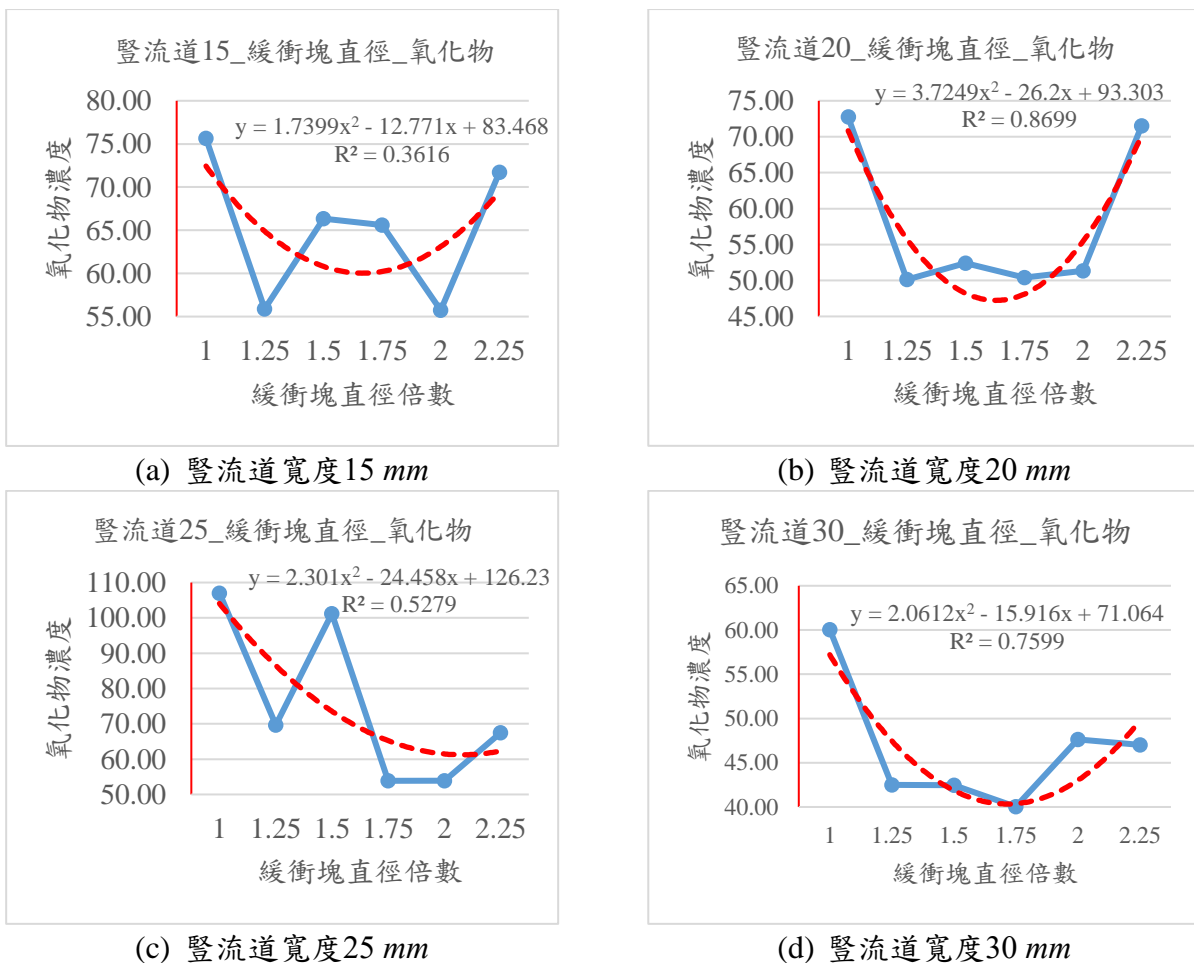 豎流道15_緩衝塊直徑_氧化物
y = 1.7399x² - 12.771x + 83.468
R² = 0.3616
氧化物濃度
80.00
75.00
70.00
65.00
60.00
55.00
1 1.25 1.5 1.75 2 2.25
緩衝塊直徑倍數
(a) 豎流道寬度15 mm
豎流道20_緩衝塊直徑_氧化物
y = 3.7249x² - 26.2x + 93.303
R² = 0.8699
氧化物濃度
75.00
70.00
65.00
60.00
55.00
50.00
45.00
1 1.25 1.5 1.75 2 2.25
緩衝塊直徑倍數
(b) 豎流道寬度20 mm
豎流道25_緩衝塊直徑_氧化物
y = 2.301x² - 24.458x + 126.23
R² = 0.5279
氧化物濃度
110.00
100.00
90.00
80.00
70.00
60.00
50.00
1 1.25 1.5 1.75 2 2.25
緩衝塊直徑倍數
(c) 豎流道寬度25 mm
豎流道30_緩衝塊直徑_氧化物
y = 2.0612x² - 15.916x + 71.064
R² = 0.7599
氧化物濃度
65.00
60.00
55.00
50.00
45.00
40.00
1 1.25 1.5 1.75 2 2.25
緩衝塊直徑倍數
(d) 豎流道寬度30 mm